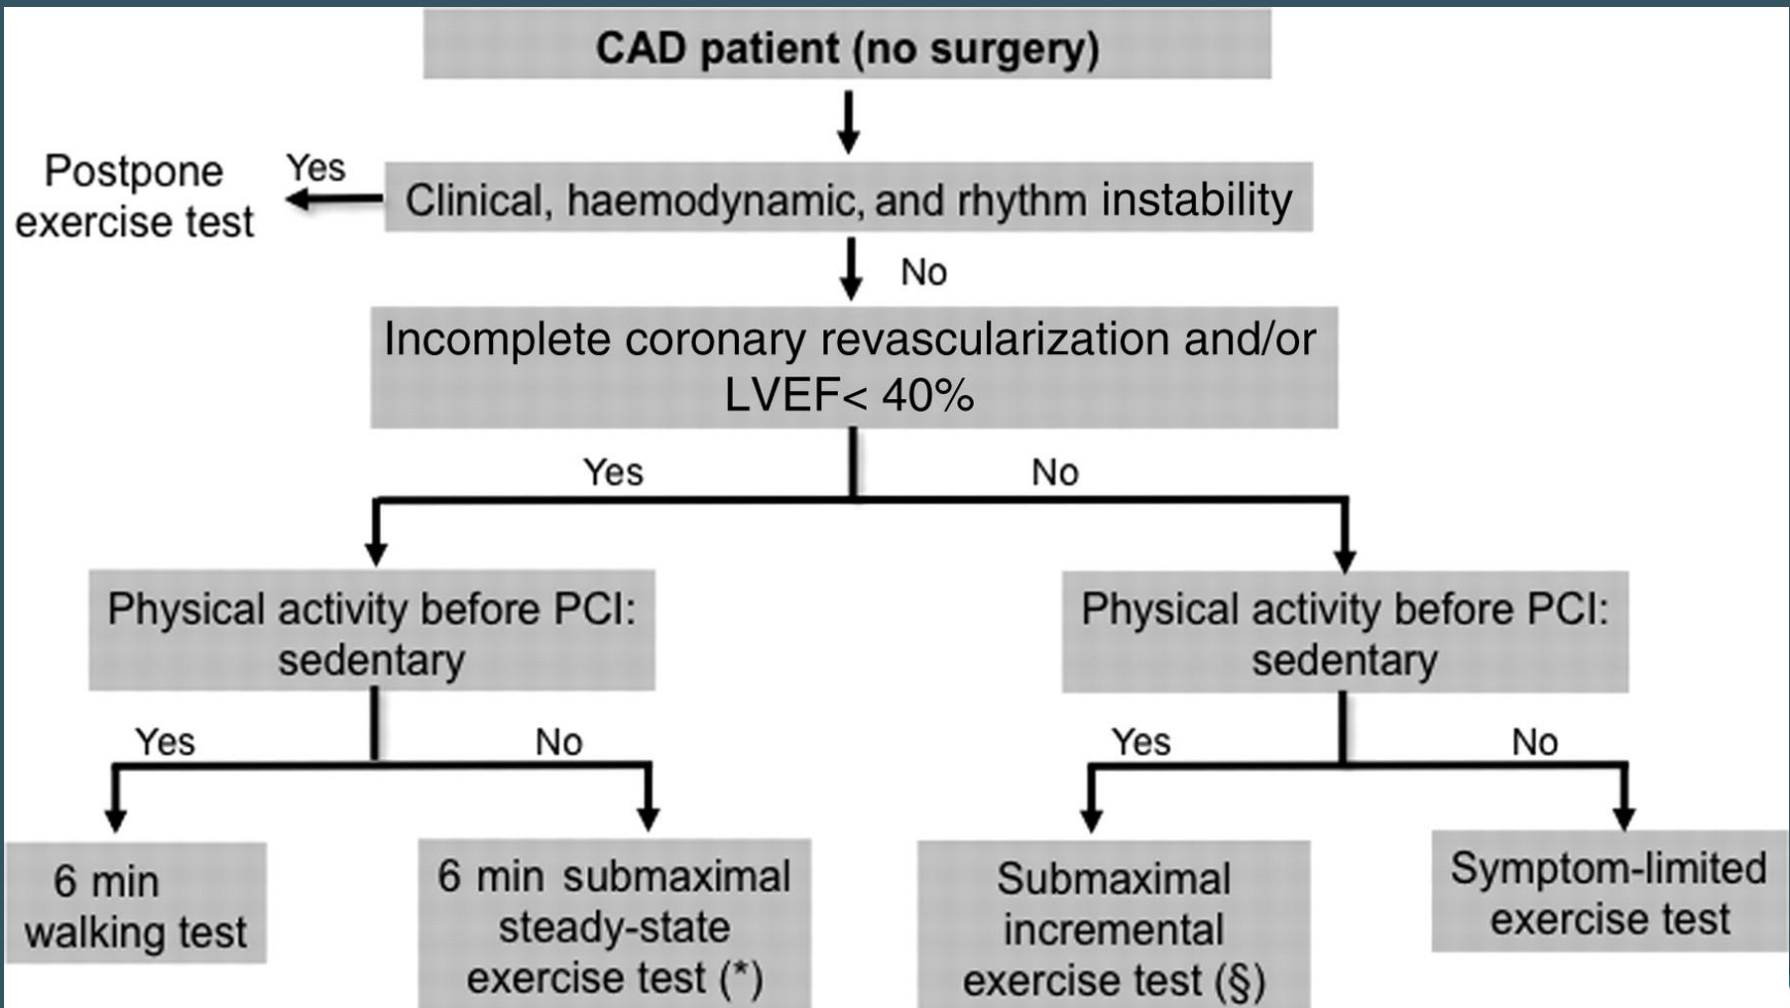 CAD patient (no surgery)
Postpone
exercise test
Yes
Clinical, haemodynamic, and rhythm instability
No
Incomplete coronary revascularization and/or
LVEF< 40%
Yes
No
Physical activity before PCI:
sedentary
Physical activity before PCI:
sedentary
Yes
No
Yes
No
6 min
walking test
6 min submaximal
steady-state
exercise test (*)
Submaximal
incremental
exercise test (§)
Symptom-limited
exercise test